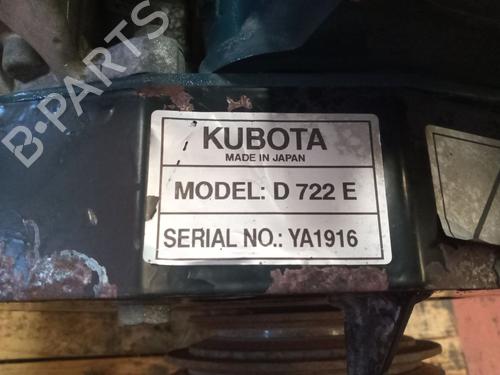 B-PARTS
KUBOTA
MADE IN JAPAN
MODEL: D 722 E
SERIAL NO.: YA1916